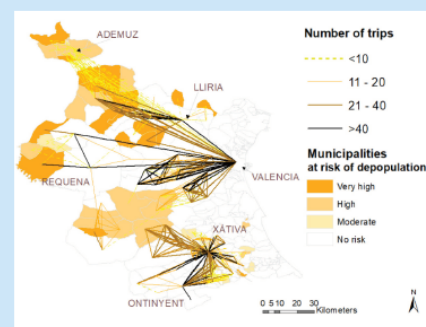 ADEMUZ
LLIRIA
REQUENA
VALENCIA
XÁTIVA
ONTINYENT
Number of trips
<10
11 - 20
21 - 40
>40
Municipalities
at risk of depopulation
Very high
High
Moderate
No risk
N
0 5 10 20 30
Kilometers